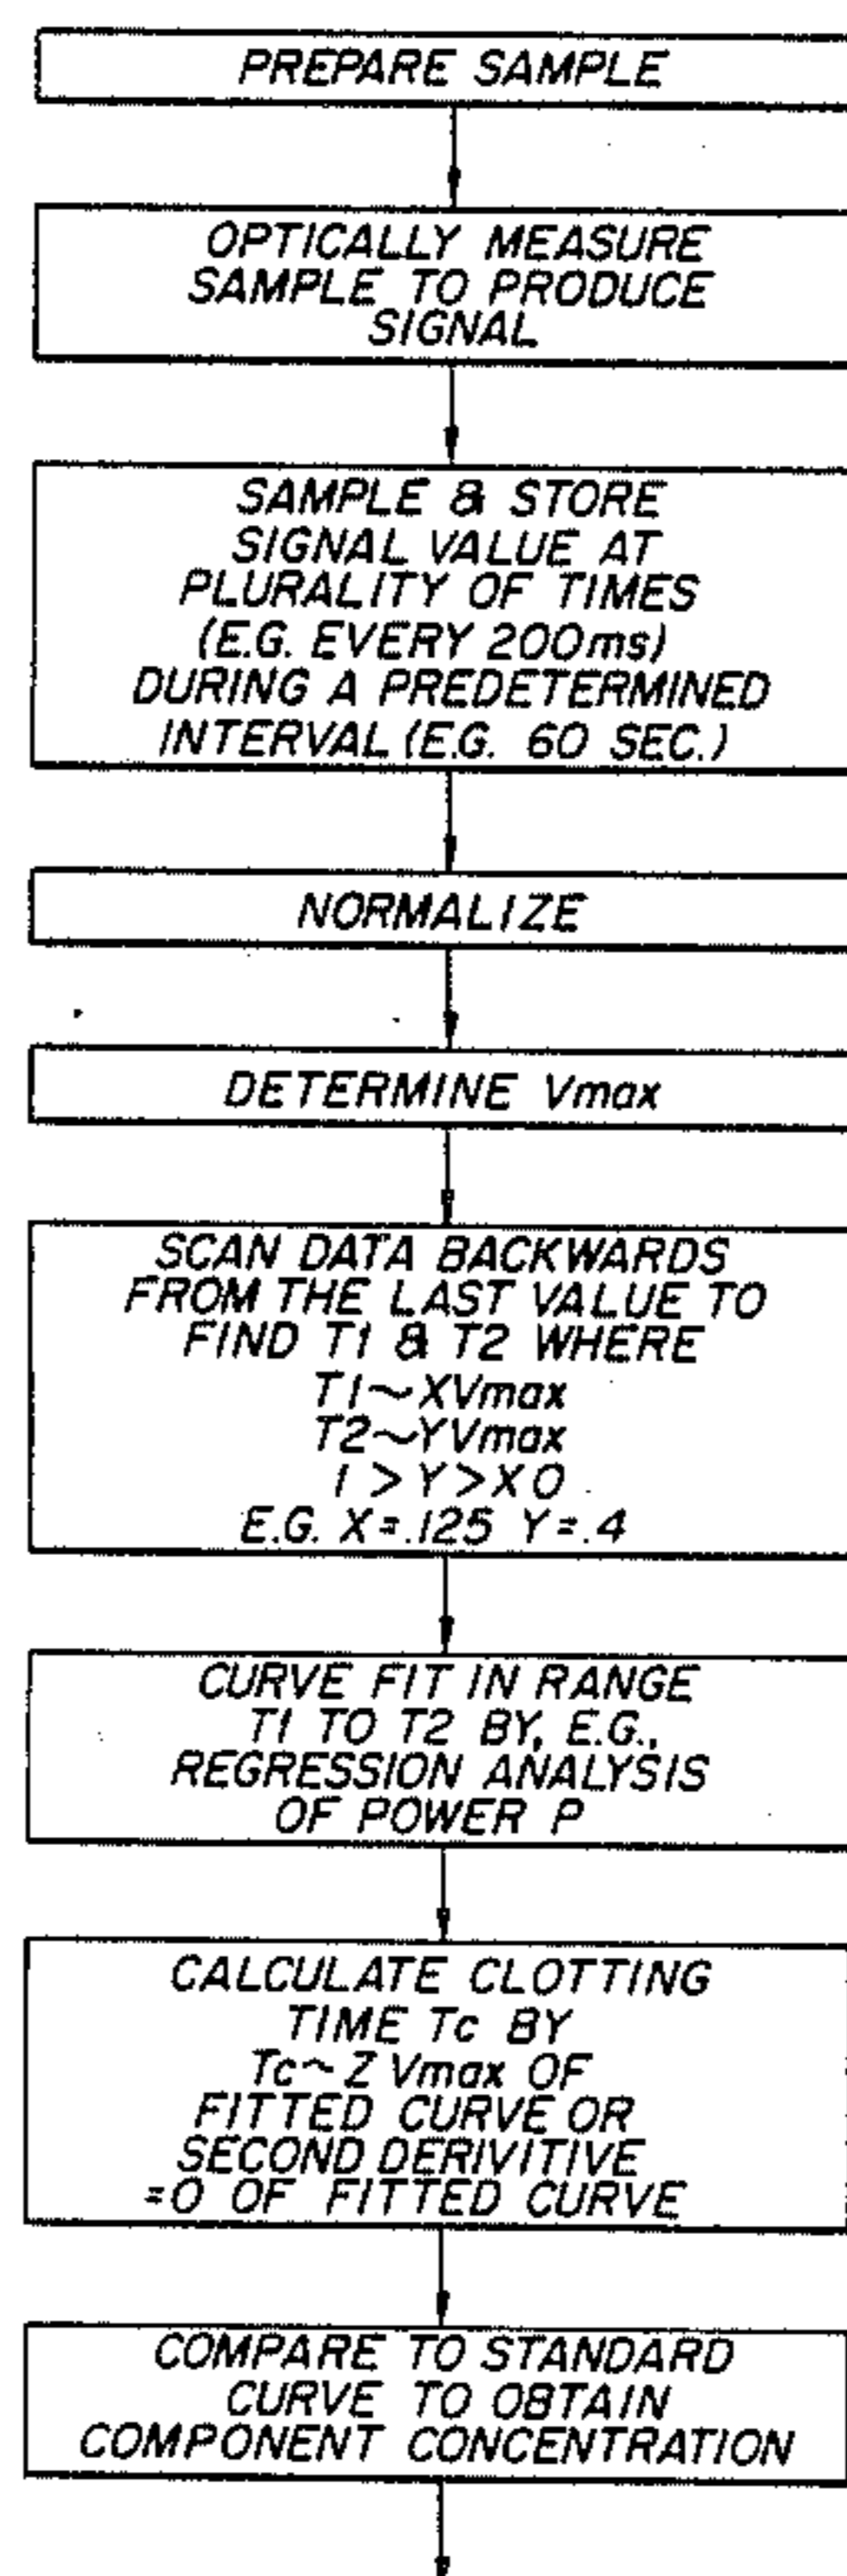 PREPARE SAMPLE
OPTICALLY MEASURE
SAMPLE TO PRODUCE
SIGNAL
SAMPLE & STORE
SIGNAL VALUE AT
PLURALITY OF TIMES
(E.G. EVERY 200ms)
DURING A PREDETERMINED
INTERVAL (E.G. 60 SEC.)
NORMALIZE
DETERMINE Vmax
SCAN DATA BACKWARDS
FROM THE LAST VALUE TO
FIND T1 & T2 WHERE
T1~XVmax
T2~YVmax
1 > Y > X 0
E.G. X=.125 Y=.4
CURVE FIT IN RANGE
T1 TO T2 BY, E.G.,
REGRESSION ANALYSIS
OF POWER P
CALCULATE CLOTTING
TIME Tc BY
Tc~ Z Vmax OF
FITTED CURVE OR
SECOND DERIVITIVE
=0 OF FITTED CURVE
COMPARE TO STANDARD
CURVE TO OBTAIN
COMPONENT CONCENTRATION